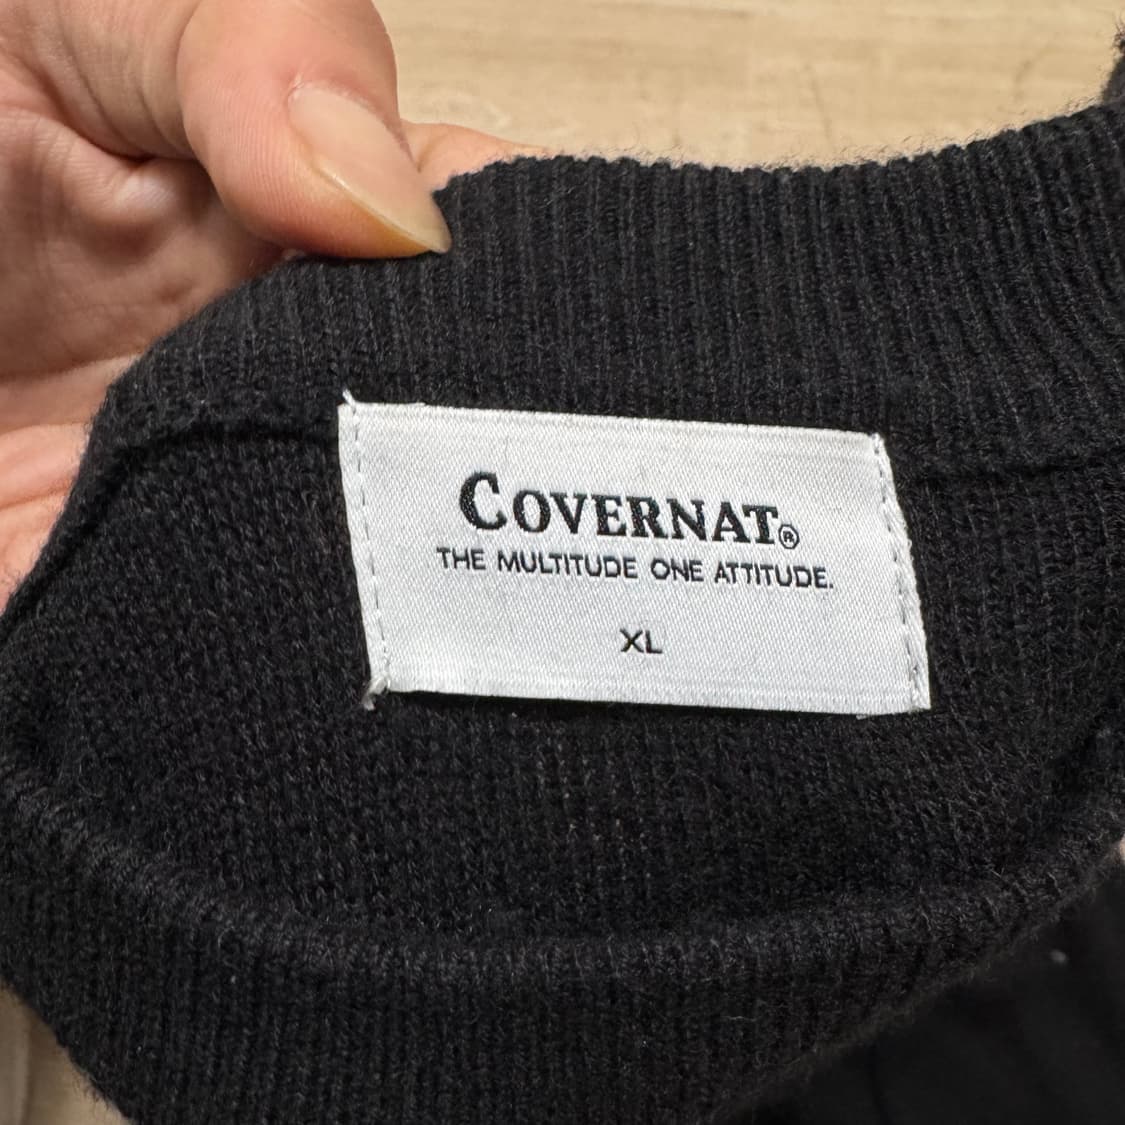 COVERNAT®
THE MULTITUDE ONE ATTITUDE.
XL